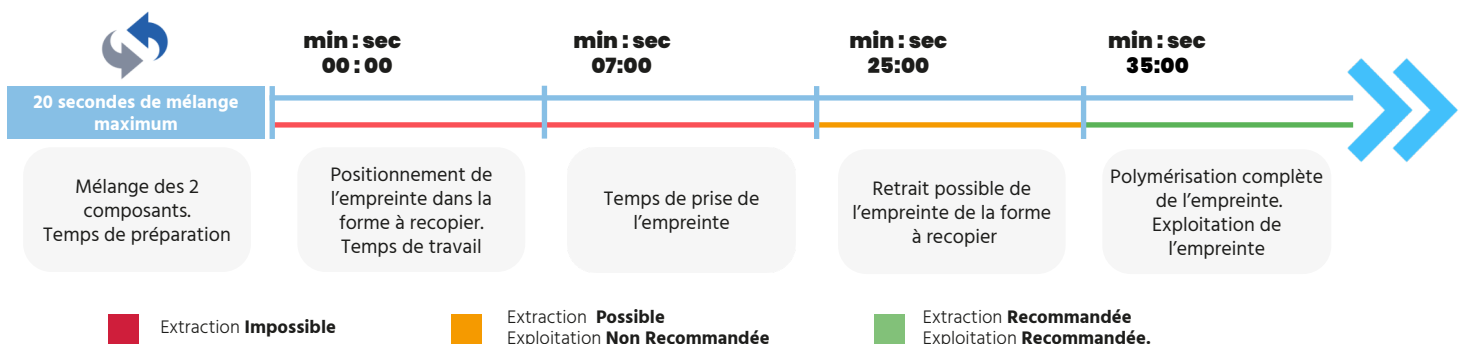 min : sec
00 : 00
min : sec
07:00
min : sec
25:00
min : sec
35:00
20 secondes de mélange
maximum
Mélange des 2
composants.
Temps de préparation
Positionnement de
l'empreinte dans la
forme à recopier.
Temps de travail
Temps de prise de
l'empreinte
Retrait possible de
l'empreinte de la forme
à recopier
Polymérisation complète
de l'empreinte.
Exploitation de
l'empreinte
Extraction Impossible
Extraction Possible
Exploitation Non Recommandée
Extraction Recommandée
Exploitation Recommandée.